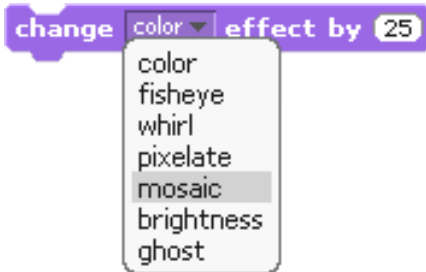 change color effect by 25
color
fisheye
whirl
pixelate
mosaic
brightness
ghost